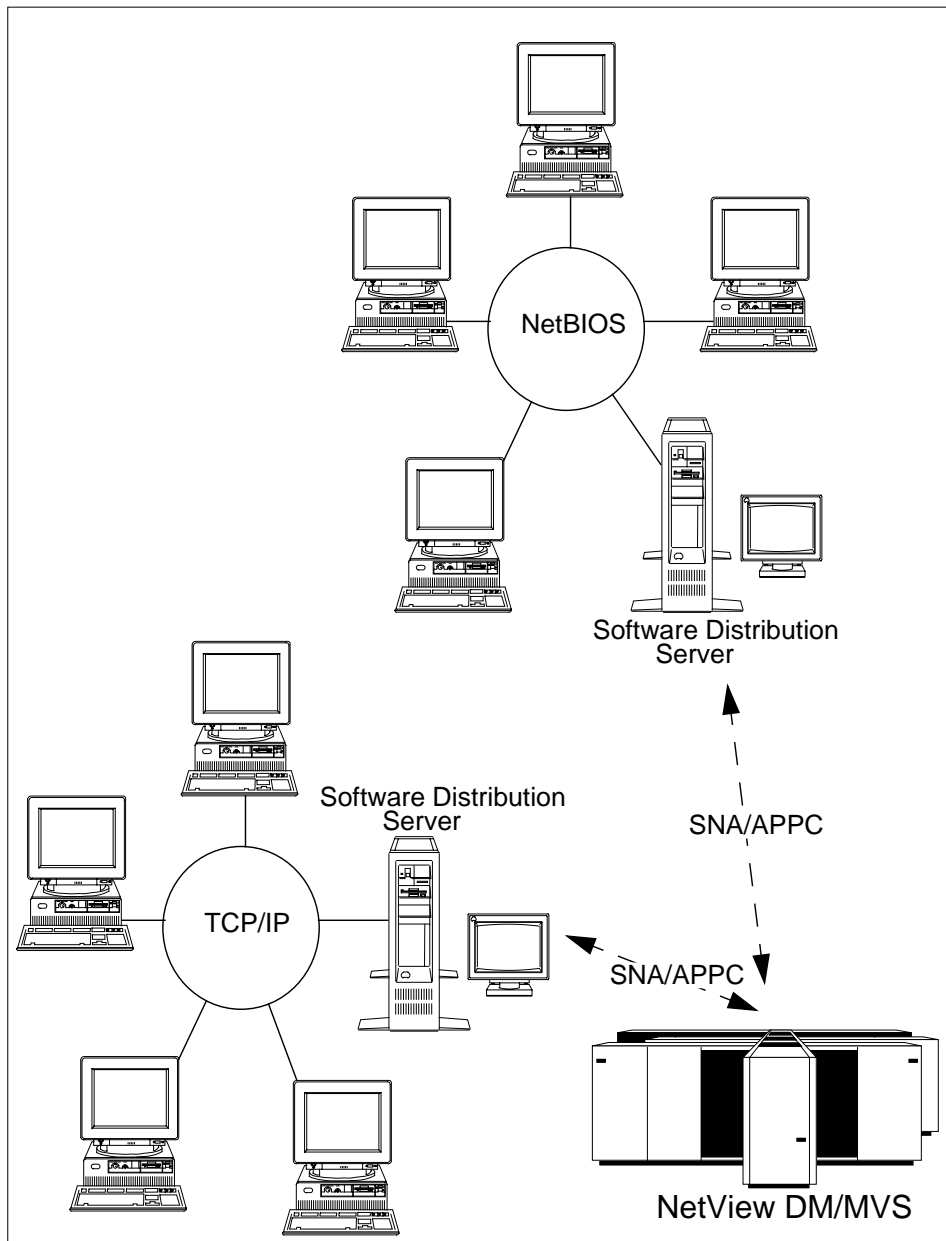 NetBIOS
Software Distribution
Server
SNA/APPC
Software Distribution
Server
TCP/IP
SNA/APPC
NetView DM/MVS